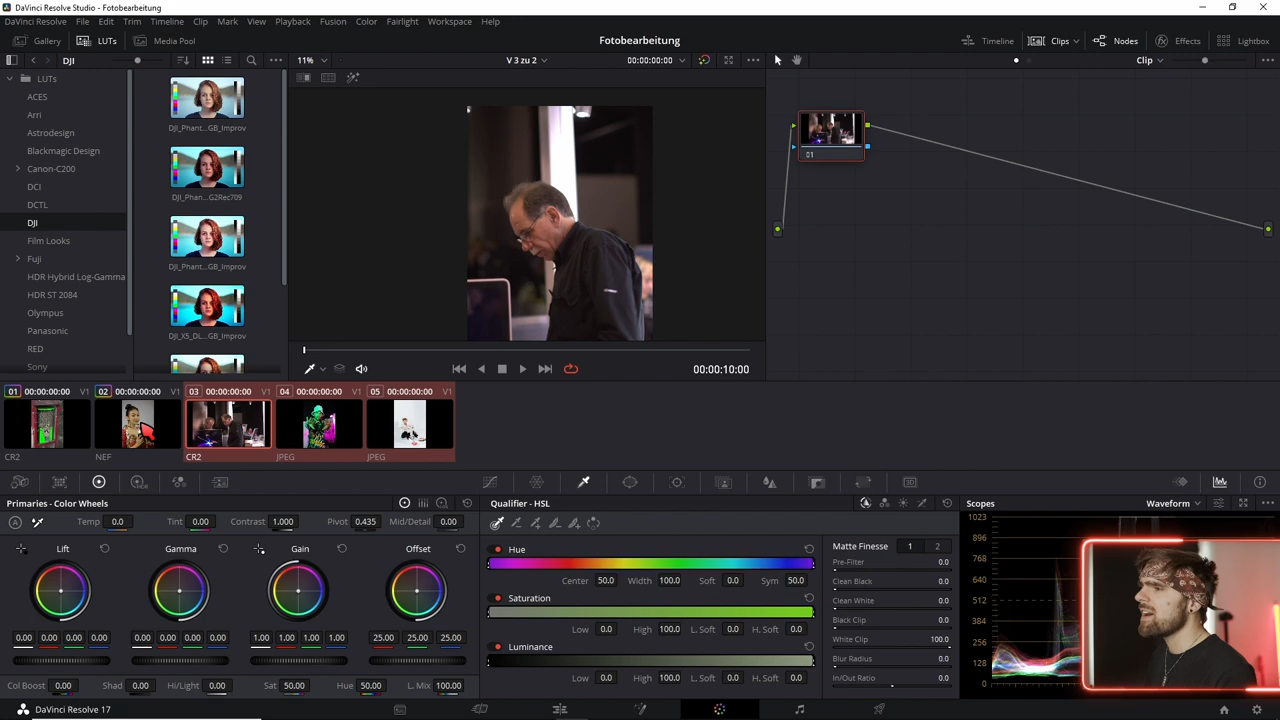 DaVinci Resolve Studio - Fotobearbeitung
DaVinci Resolve File Edit Trim Timeline Clip Mark View Playback Fusion Color Fairlight Workspace Help
Gallery LUTs Media Pool Fotobearbeitung Timeline Clips Nodes Effects Lightbox
DJI 11% V 3 zu 2 00:00:00:00 Clip
LUTs
ACES
Arri
Astrodesign
Blackmagic Design
Canon-C200
DCI
DCTL
DJI
Film Looks
Fuji
HDR Hybrid Log-Gamma
HDR ST 2084
Olympus
Panasonic
RED
Sony
DJI_Phant...GB_Improv
DJI_Phan...G2Rec709
DJI_Phant...GB_Improv
DJI_X5_DL...GB_Improv
01
00:00:10:00
01 00:00:00:00 V1 02 00:00:00:00 V1 03 00:00:00:00 V1 04 00:00:00:00 V1 05 00:00:00:00 V1
CR2 NEF CR2 JPEG JPEG
Primaries - Color Wheels
Temp 0.0 Tint 0.00 Contrast 1.000 Pivot 0.435 Mid/Detail 0.00
Lift Gamma Gain Offset
0.00 0.00 0.00 0.00 0.00 0.00 0.00 0.00 1.00 1.00 1.00 1.00 25.00 25.00 25.00
Col Boost 0.00 Shad 0.00 Hi/Light 0.00 Sat 50.00 Hue 50.00 L. Mix 100.00
Qualifier - HSL
Hue
Center 50.0 Width 100.0 Soft 0.0 Sym 50.0
Saturation
Low 0.0 High 100.0 L. Soft 0.0 H. Soft 0.0
Luminance
Low 0.0 High 100.0 L. Soft 0.0 H. Soft 0.0
Matte Finesse 1 2
Pre-Filter 0.0
Clean Black 0.0
Clean White 0.0
Black Clip 0.0
White Clip 100.0
Blur Radius 0.0
In/Out Ratio 0.0
Scopes Waveform
1023
896
768
640
512
384
256
128
0
DaVinci Resolve 17